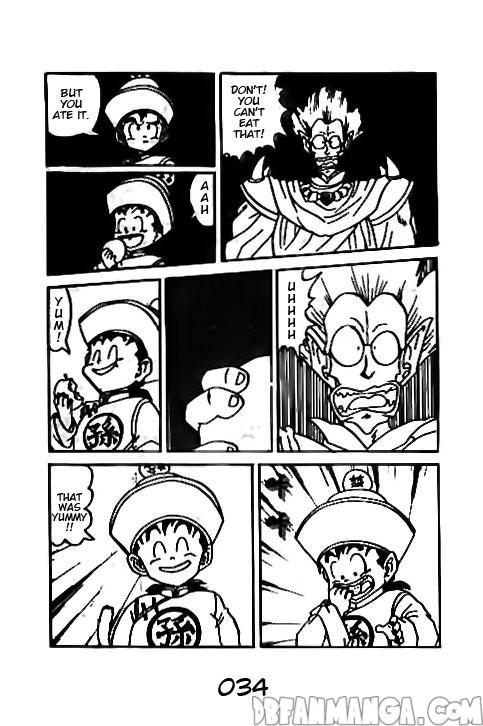 DON'T!
YOU
CAN'T
EAT
THAT!
BUT
YOU
ATE IT.
AAH
UHHHH
YUM!
孫
THAT
WAS
YUMMY
!!
孫
034
DBFANMANGA.COM